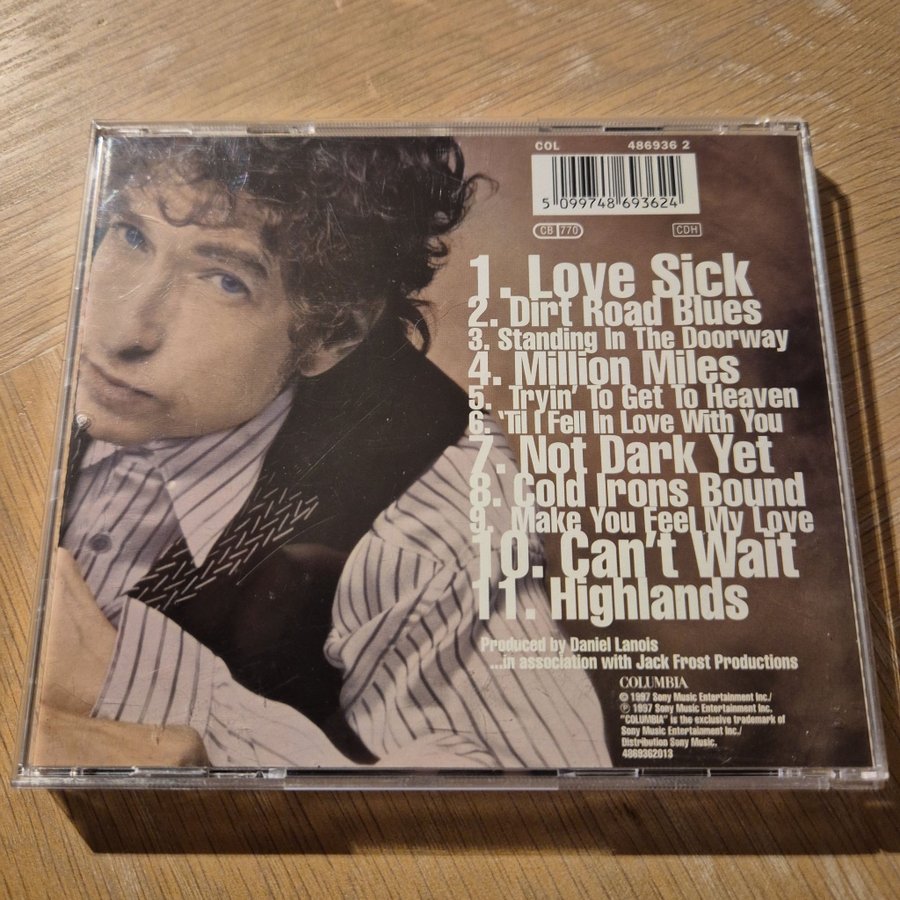 COL 486936 2
5 099748 693624
CB 770 CDH
1. Love Sick
2. Dirt Road Blues
3. Standing In The Doorway
4. Million Miles
5. Tryin' To Get To Heaven
6. 'Til I Fell In Love With You
7. Not Dark Yet
8. Cold Irons Bound
9. Make You Feel My Love
10. Can't Wait
11. Highlands
Produced by Daniel Lanois
...in association with Jack Frost Productions
COLUMBIA
© 1997 Sony Music Entertainment Inc./
℗ 1997 Sony Music Entertainment Inc.
"COLUMBIA" is the exclusive trademark of
Sony Music Entertainment Inc./
Distribution Sony Music.
4869362013